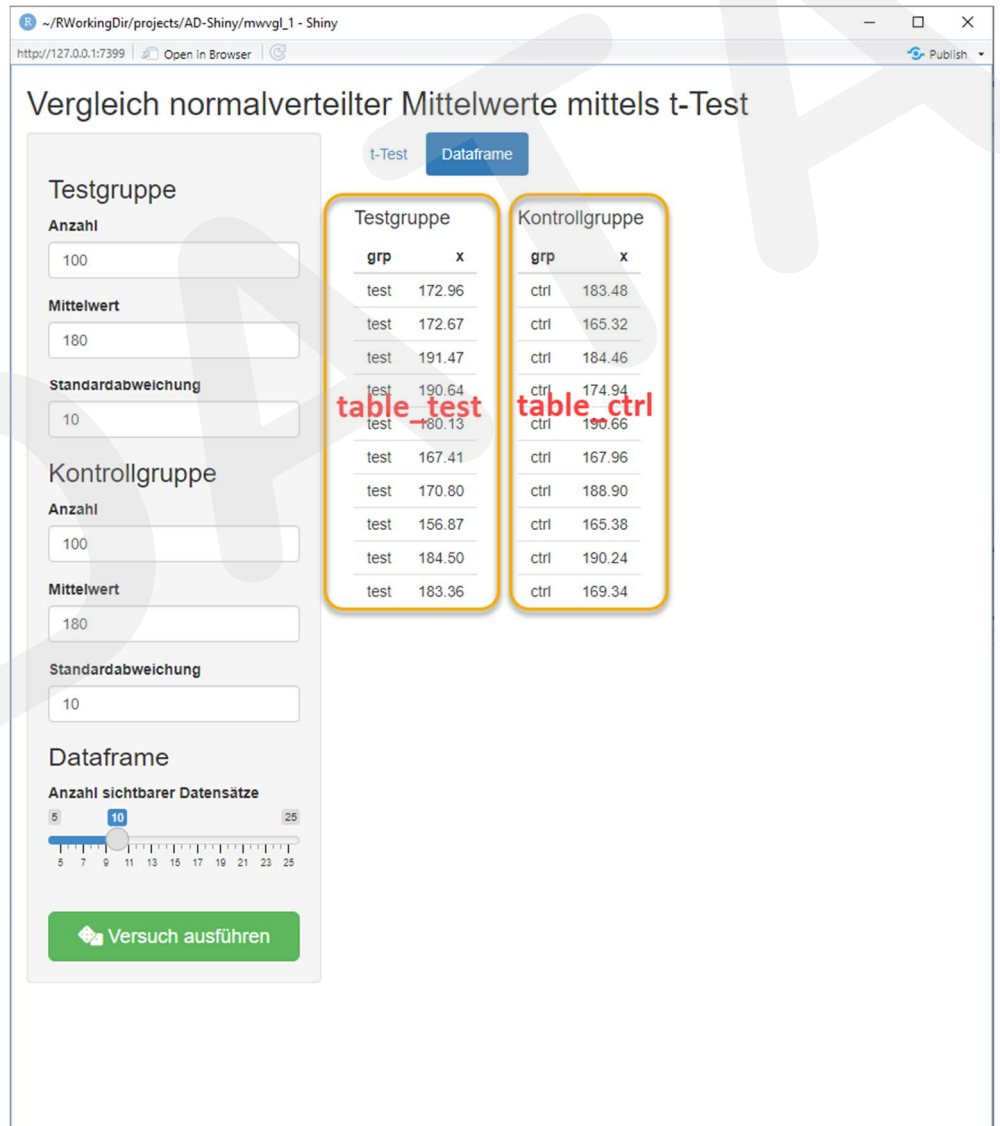 R ~/RWorkingDir/projects/AD-Shiny/mwvgl_1 - Shiny
http://127.0.0.1:7399 Open in Browser Publish
Vergleich normalverteilter Mittelwerte mittels t-Test
t-Test Dataframe
Testgruppe
Anzahl
100
Mittelwert
180
Standardabweichung
10
Kontrollgruppe
Anzahl
100
Mittelwert
180
Standardabweichung
10
Dataframe
Anzahl sichtbarer Datensätze
5 10 25
5 7 9 11 13 15 17 19 21 23 25
Versuch ausführen
Testgruppe
grp x
test 172.96
test 172.67
test 191.47
test 190.64
table_test
test 180.13
test 167.41
test 170.80
test 156.87
test 184.50
test 183.36
Kontrollgruppe
grp x
ctrl 183.48
ctrl 165.32
ctrl 184.46
ctrl 174.94
table_ctrl
ctrl 190.66
ctrl 167.96
ctrl 188.90
ctrl 165.38
ctrl 190.24
ctrl 169.34
DATA